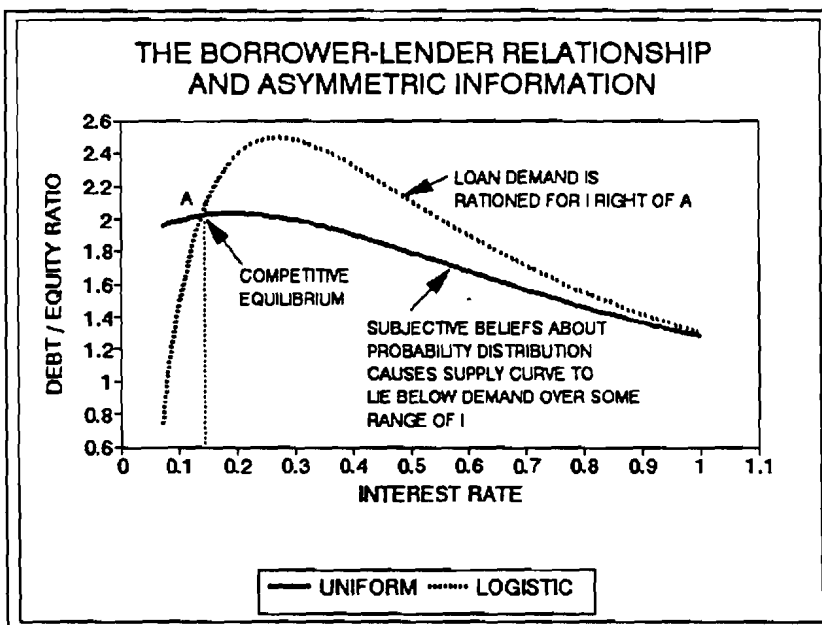 THE BORROWER-LENDER RELATIONSHIP
AND ASYMMETRIC INFORMATION
DEBT / EQUITY RATIO
2.6
2.4
2.2
2
1.8
1.6
1.4
1.2
1
0.8
0.6
A
LOAN DEMAND IS
RATIONED FOR I RIGHT OF A
COMPETITIVE
EQUILIBRIUM
SUBJECTIVE BELIEFS ABOUT
PROBABILITY DISTRIBUTION
CAUSES SUPPLY CURVE TO
LIE BELOW DEMAND OVER SOME
RANGE OF I
0 0.1 0.2 0.3 0.4 0.5 0.6 0.7 0.8 0.9 1 1.1
INTEREST RATE
UNIFORM LOGISTIC